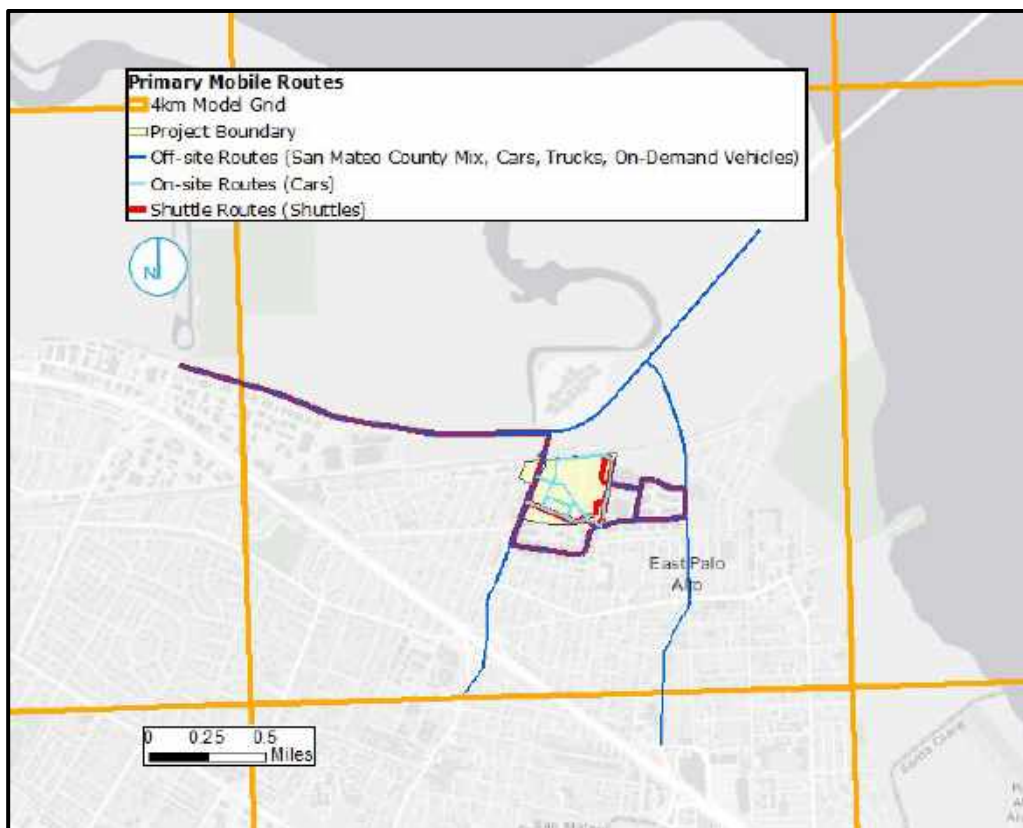 Primary Mobile Routes
4km Model Grid
Project Boundary
Off-site Routes (San Mateo County Mix, Cars, Trucks, On-Demand Vehicles)
On-site Routes (Cars)
Shuttle Routes (Shuttles)
N
East Palo
Alto
0 0.25 0.5
Miles